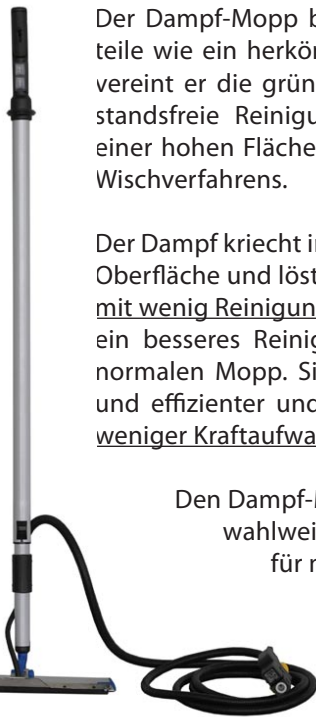 Der Dampf-Mopp b
teile wie ein herkör
vereint er die grün
standsfreie Reinigu
einer hohen Fläche
Wischverfahrens.
Der Dampf kriecht i
Oberfläche und löst
mit wenig Reinigun
ein besseres Reinig
normalen Mopp. Si
und effizienter und
weniger Kraftaufwa
Den Dampf-M
wahlwei
für r